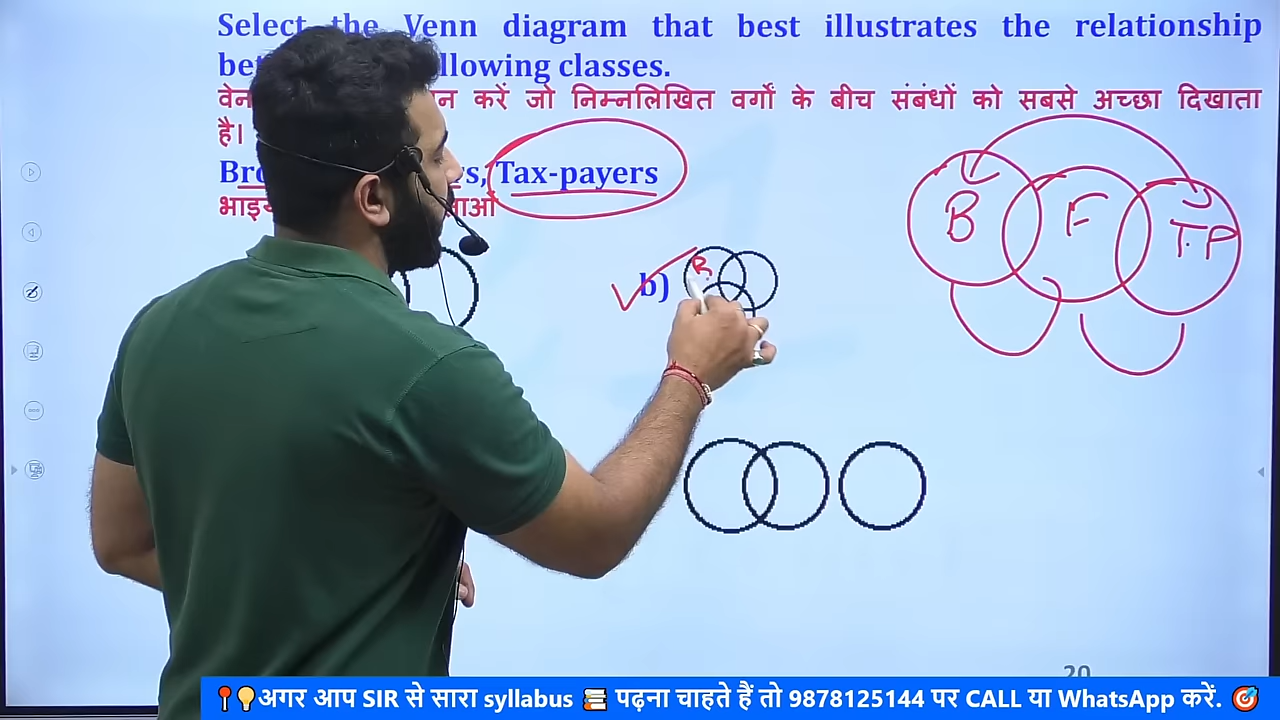 Select the Venn diagram that best illustrates the relationship
llowing classes.
करें जो निम्नलिखित वर्गों के बीच संबंधों को सबसे अच्छा दिखाता
है।
Tax-payers
B F T.P
b) B
20
📍💡अगर आप SIR से सारा syllabus 📚 पढ़ना चाहते हैं तो 9878125144 पर CALL या WhatsApp करें. 🎯